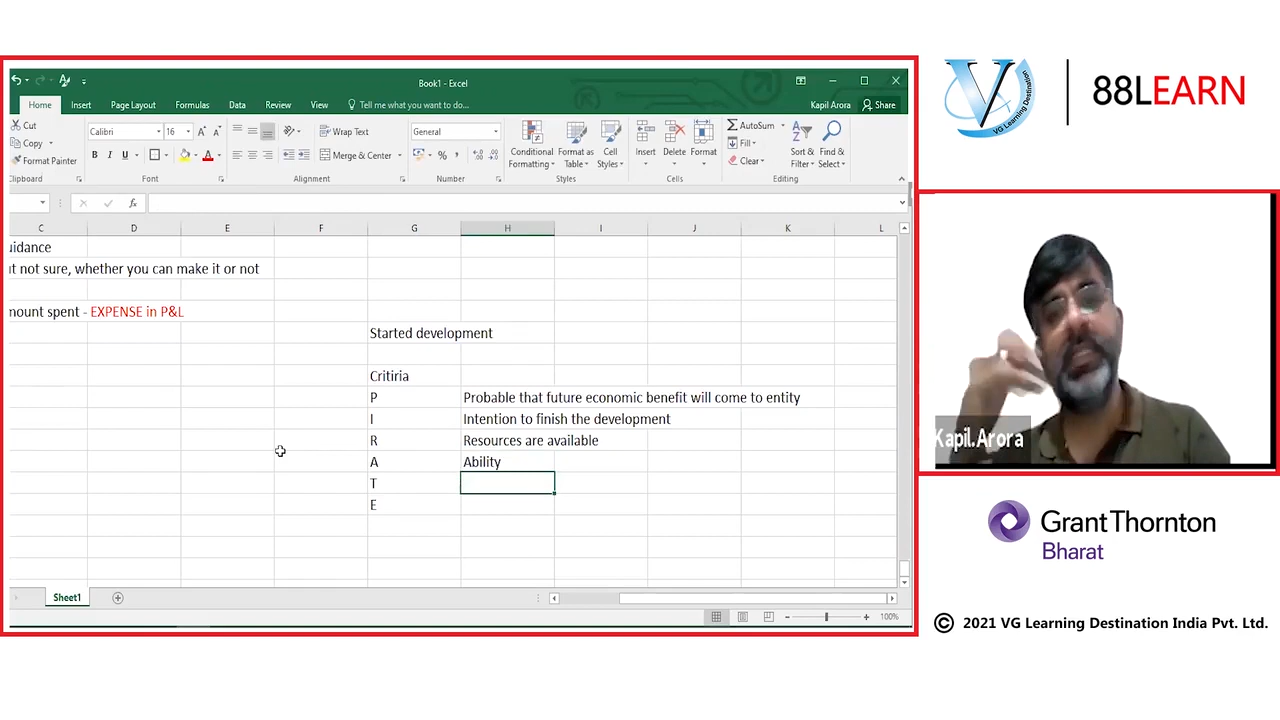 Book1 - Excel
Home Insert Page Layout Formulas Data Review View Tell me what you want to do... Kapil Arora Share
Cut
Copy
Format Painter
Clipboard
Calibri 16
B I U
Font
Wrap Text
Merge & Center
Alignment
General
Number
Conditional Formatting
Format as Table
Cell Styles
Styles
Insert Delete Format
Cells
AutoSum
Fill
Clear
Sort & Filter
Find & Select
Editing
fx
C D E F G H I J K L
uidance
t not sure, whether you can make it or not
mount spent - EXPENSE in P&L
Started development
Critiria
P Probable that future economic benefit will come to entity
I Intention to finish the development
R Resources are available
A Ability
T
E
Sheet1
100%
V
VG Learning Destination
88LEARN
Kapil.Arora
Grant Thornton
Bharat
© 2021 VG Learning Destination India Pvt. Ltd.